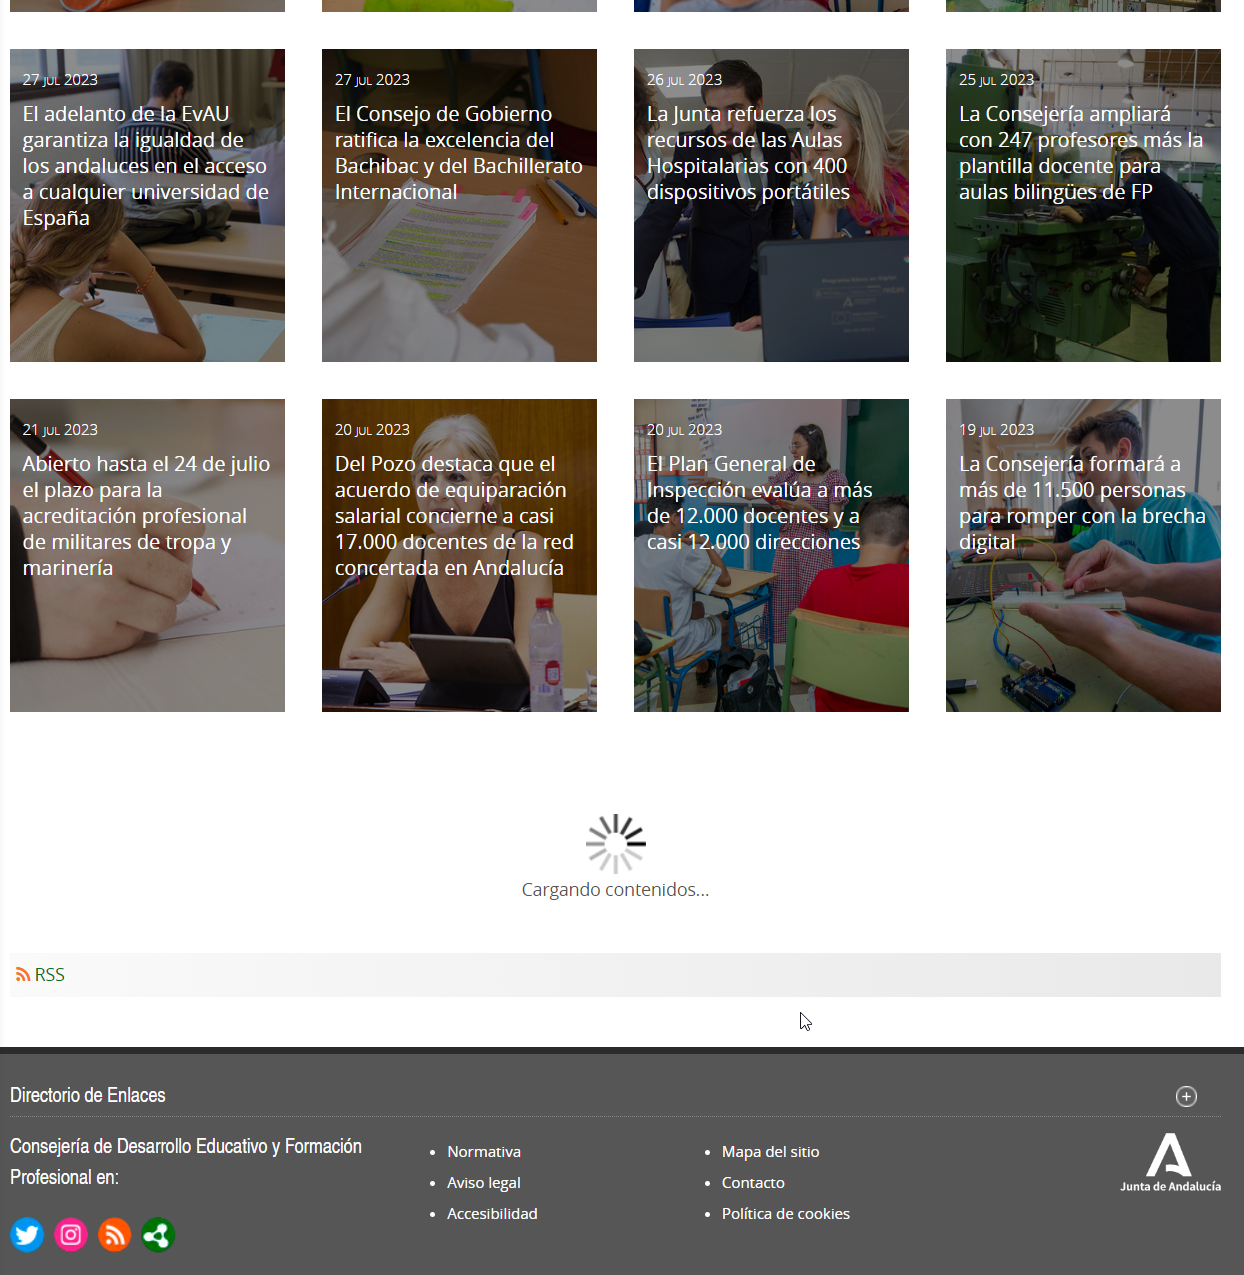 27 JUL 2023
El adelanto de la EvAU
garantiza la igualdad de
los andaluces en el acceso
a cualquier universidad de
España
27 JUL 2023
El Consejo de Gobierno
ratifica la excelencia del
Bachibac y del Bachillerato
Internacional
26 JUL 2023
La Junta refuerza los
recursos de las Aulas
Hospitalarias con 400
dispositivos portátiles
25 JUL 2023
La Consejería ampliará
con 247 profesores más la
plantilla docente para
aulas bilingües de FP
21 JUL 2023
Abierto hasta el 24 de julio
el plazo para la
acreditación profesional
de militares de tropa y
marinería
20 JUL 2023
Del Pozo destaca que el
acuerdo de equiparación
salarial concierne a casi
17.000 docentes de la red
concertada en Andalucía
20 JUL 2023
El Plan General de
Inspección evalúa a más
de 12.000 docentes y a
casi 12.000 direcciones
19 JUL 2023
La Consejería formará a
más de 11.500 personas
para romper con la brecha
digital
Cargando contenidos...
RSS
Directorio de Enlaces
Consejería de Desarrollo Educativo y Formación
Profesional en:
Normativa
Aviso legal
Accesibilidad
Mapa del sitio
Contacto
Política de cookies
Junta de Andalucía